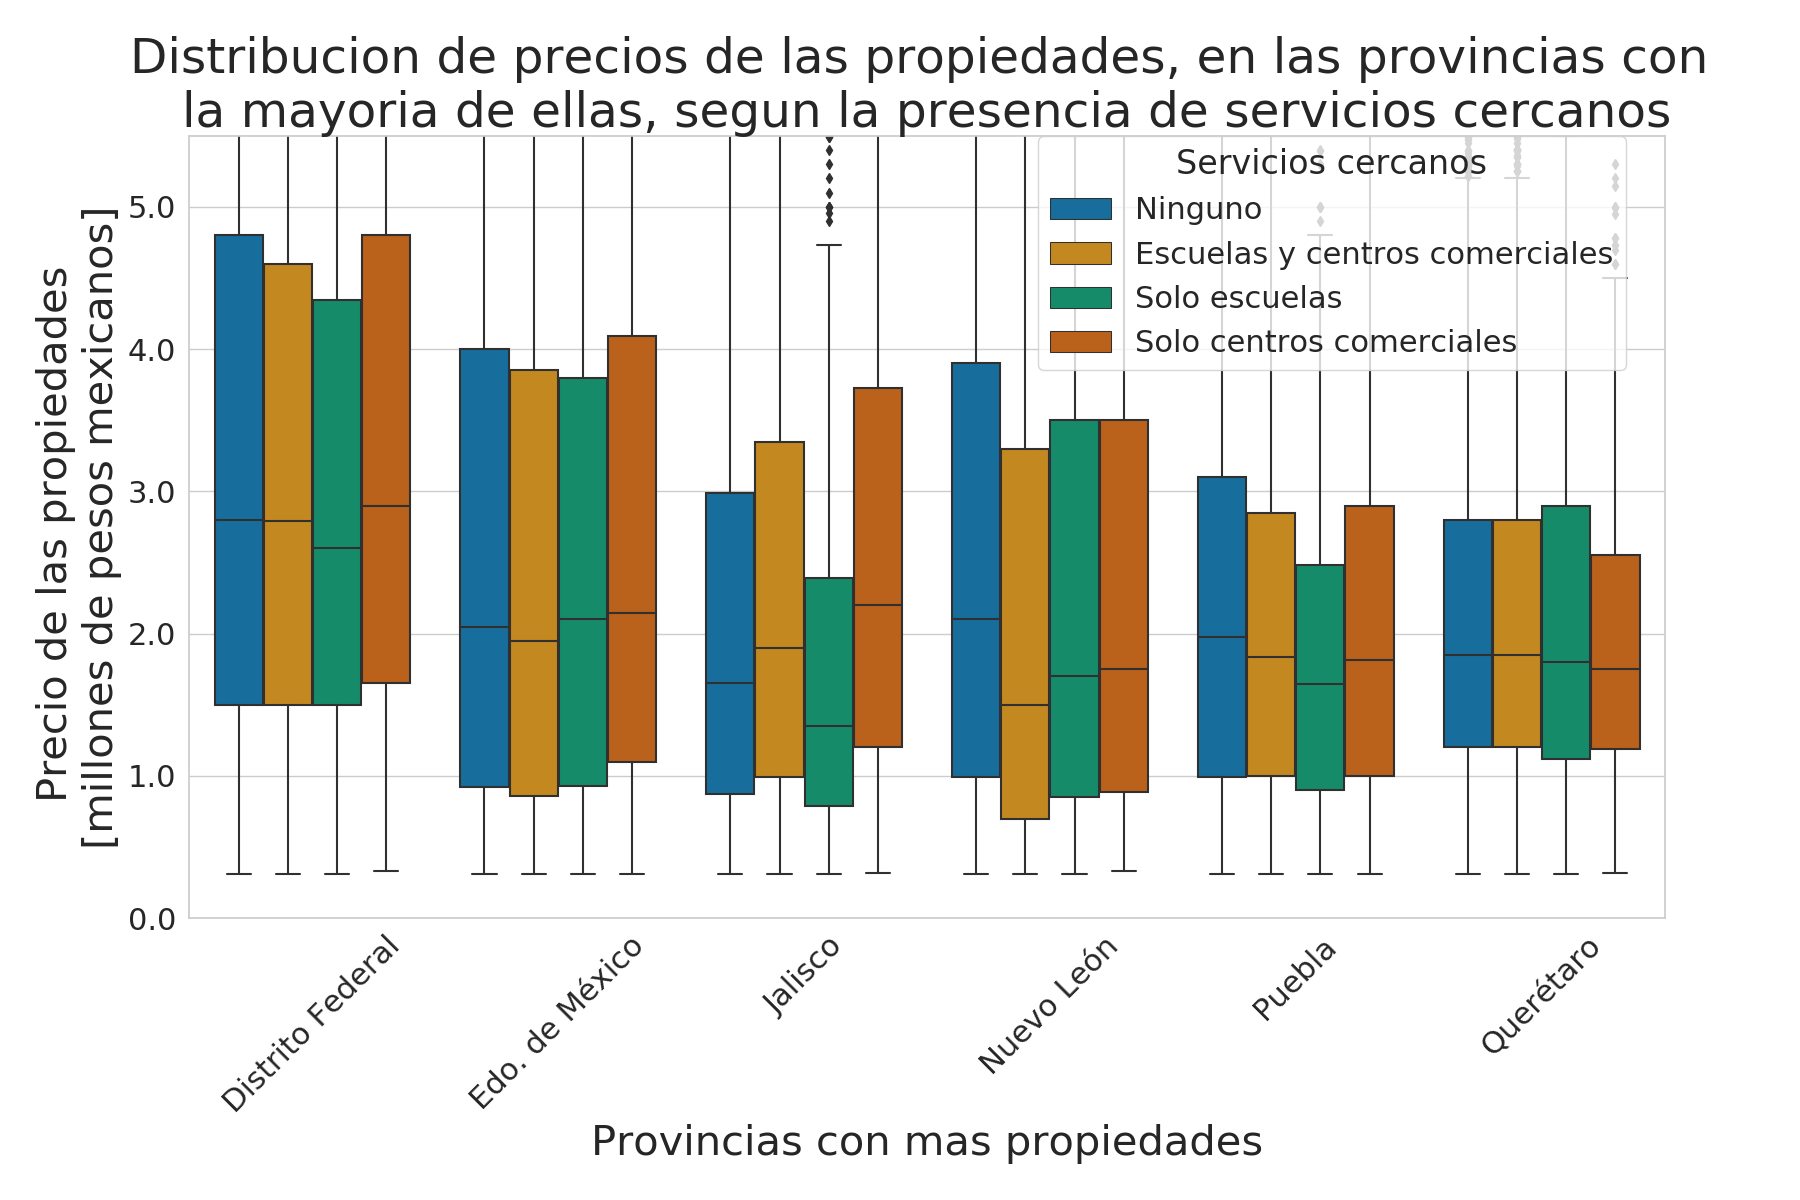 Distribucion de precios de las propiedades, en las provincias con
la mayoria de ellas, segun la presencia de servicios cercanos
Precio de las propiedades
[millones de pesos mexicanos]
5.0
4.0
3.0
2.0
1.0
0.0
Servicios cercanos
Ninguno
Escuelas y centros comerciales
Solo escuelas
Solo centros comerciales
Distrito Federal
Edo. de México
Jalisco
Nuevo León
Puebla
Querétaro
Provincias con mas propiedades